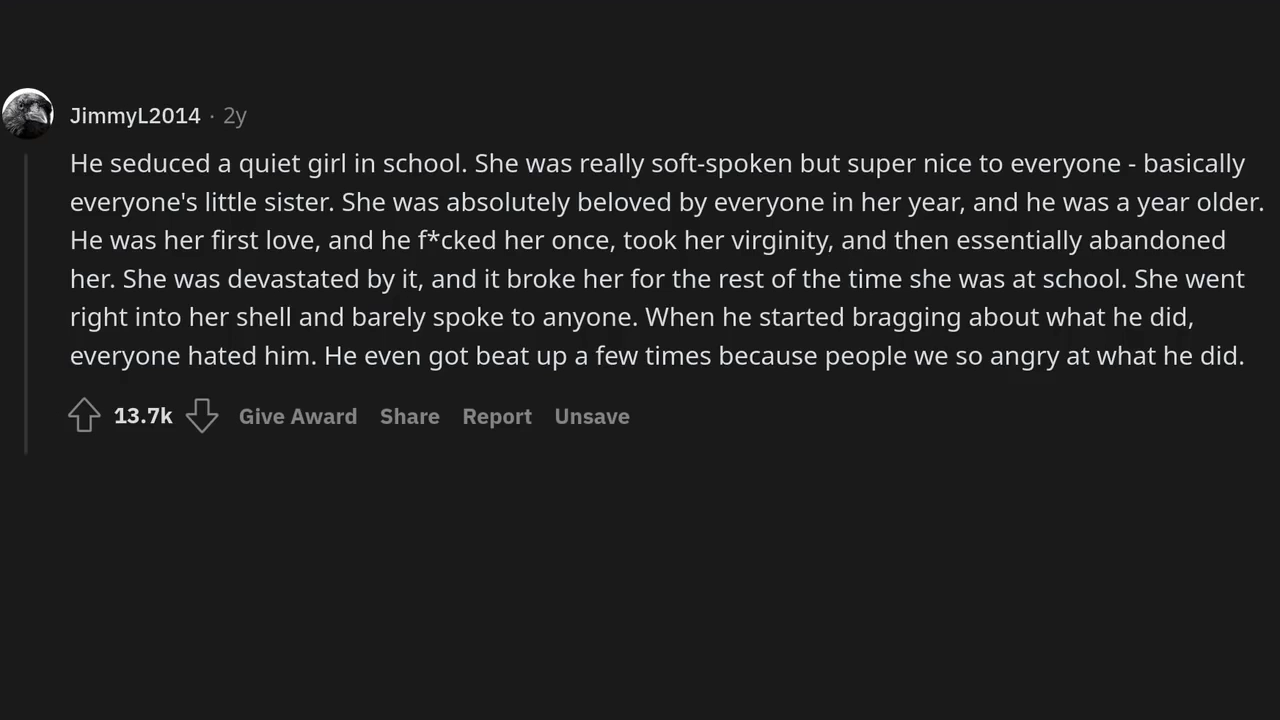 JimmyL2014 · 2y
He seduced a quiet girl in school. She was really soft-spoken but super nice to everyone - basically
everyone's little sister. She was absolutely beloved by everyone in her year, and he was a year older.
He was her first love, and he f*cked her once, took her virginity, and then essentially abandoned
her. She was devastated by it, and it broke her for the rest of the time she was at school. She went
right into her shell and barely spoke to anyone. When he started bragging about what he did,
everyone hated him. He even got beat up a few times because people we so angry at what he did.
13.7k Give Award Share Report Unsave